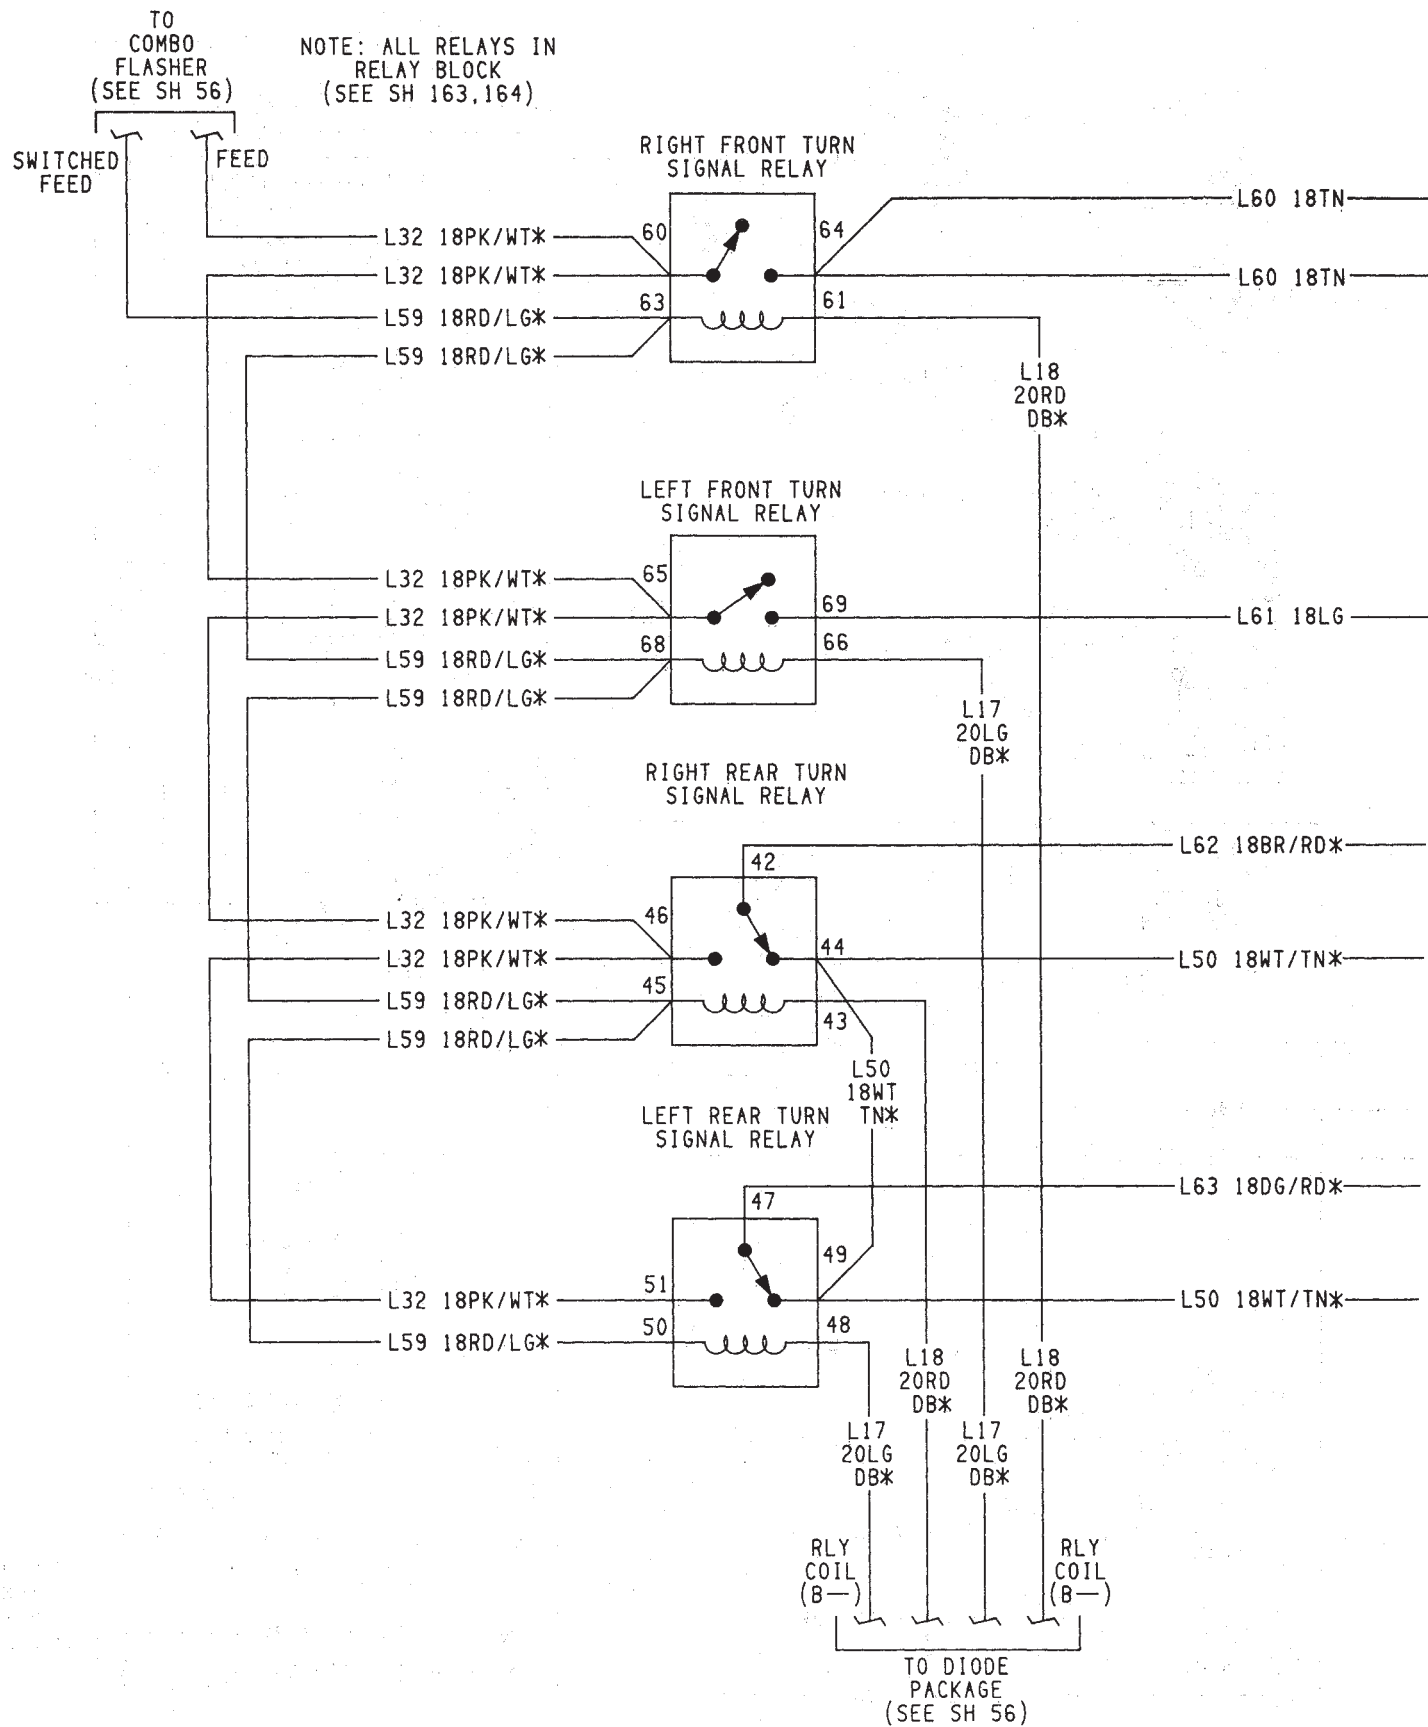 TO
COMBO
FLASHER
(SEE SH 56)
NOTE: ALL RELAYS IN
RELAY BLOCK
(SEE SH 163,164)
SWITCHED
FEED
FEED
RIGHT FRONT TURN
SIGNAL RELAY
L32 18PK/WT*
60
64
L60 18TN
L32 18PK/WT*
L60 18TN
L59 18RD/LG*
63
61
L59 18RD/LG*
L18
20RD
DB*
LEFT FRONT TURN
SIGNAL RELAY
L32 18PK/WT*
65
L32 18PK/WT*
69
L61 18LG
L59 18RD/LG*
68
66
L59 18RD/LG*
L17
20LG
DB*
RIGHT REAR TURN
SIGNAL RELAY
42
L62 18BR/RD*
L32 18PK/WT*
46
L32 18PK/WT*
44
L50 18WT/TN*
L59 18RD/LG*
45
43
L59 18RD/LG*
L50
18WT
TN*
LEFT REAR TURN
SIGNAL RELAY
47
L63 18DG/RD*
49
L32 18PK/WT*
51
L50 18WT/TN*
L59 18RD/LG*
50
48
L18
20RD
DB*
L18
20RD
DB*
L17
20LG
DB*
L17
20LG
DB*
RLY
COIL
(B—)
RLY
COIL
(B—)
TO DIODE
PACKAGE
(SEE SH 56)